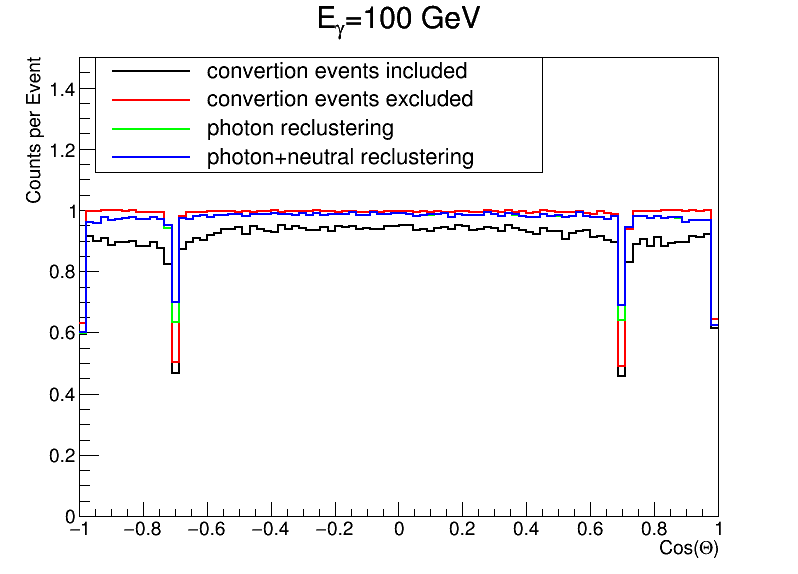 Eγ=100 GeV
Counts per Event
convertion events included
convertion events excluded
photon reclustering
photon+neutral reclustering
1.4
1.2
1
0.8
0.6
0.4
0.2
0
−1
−0.8
−0.6
−0.4
−0.2
0
0.2
0.4
0.6
0.8
1
Cos(Θ)